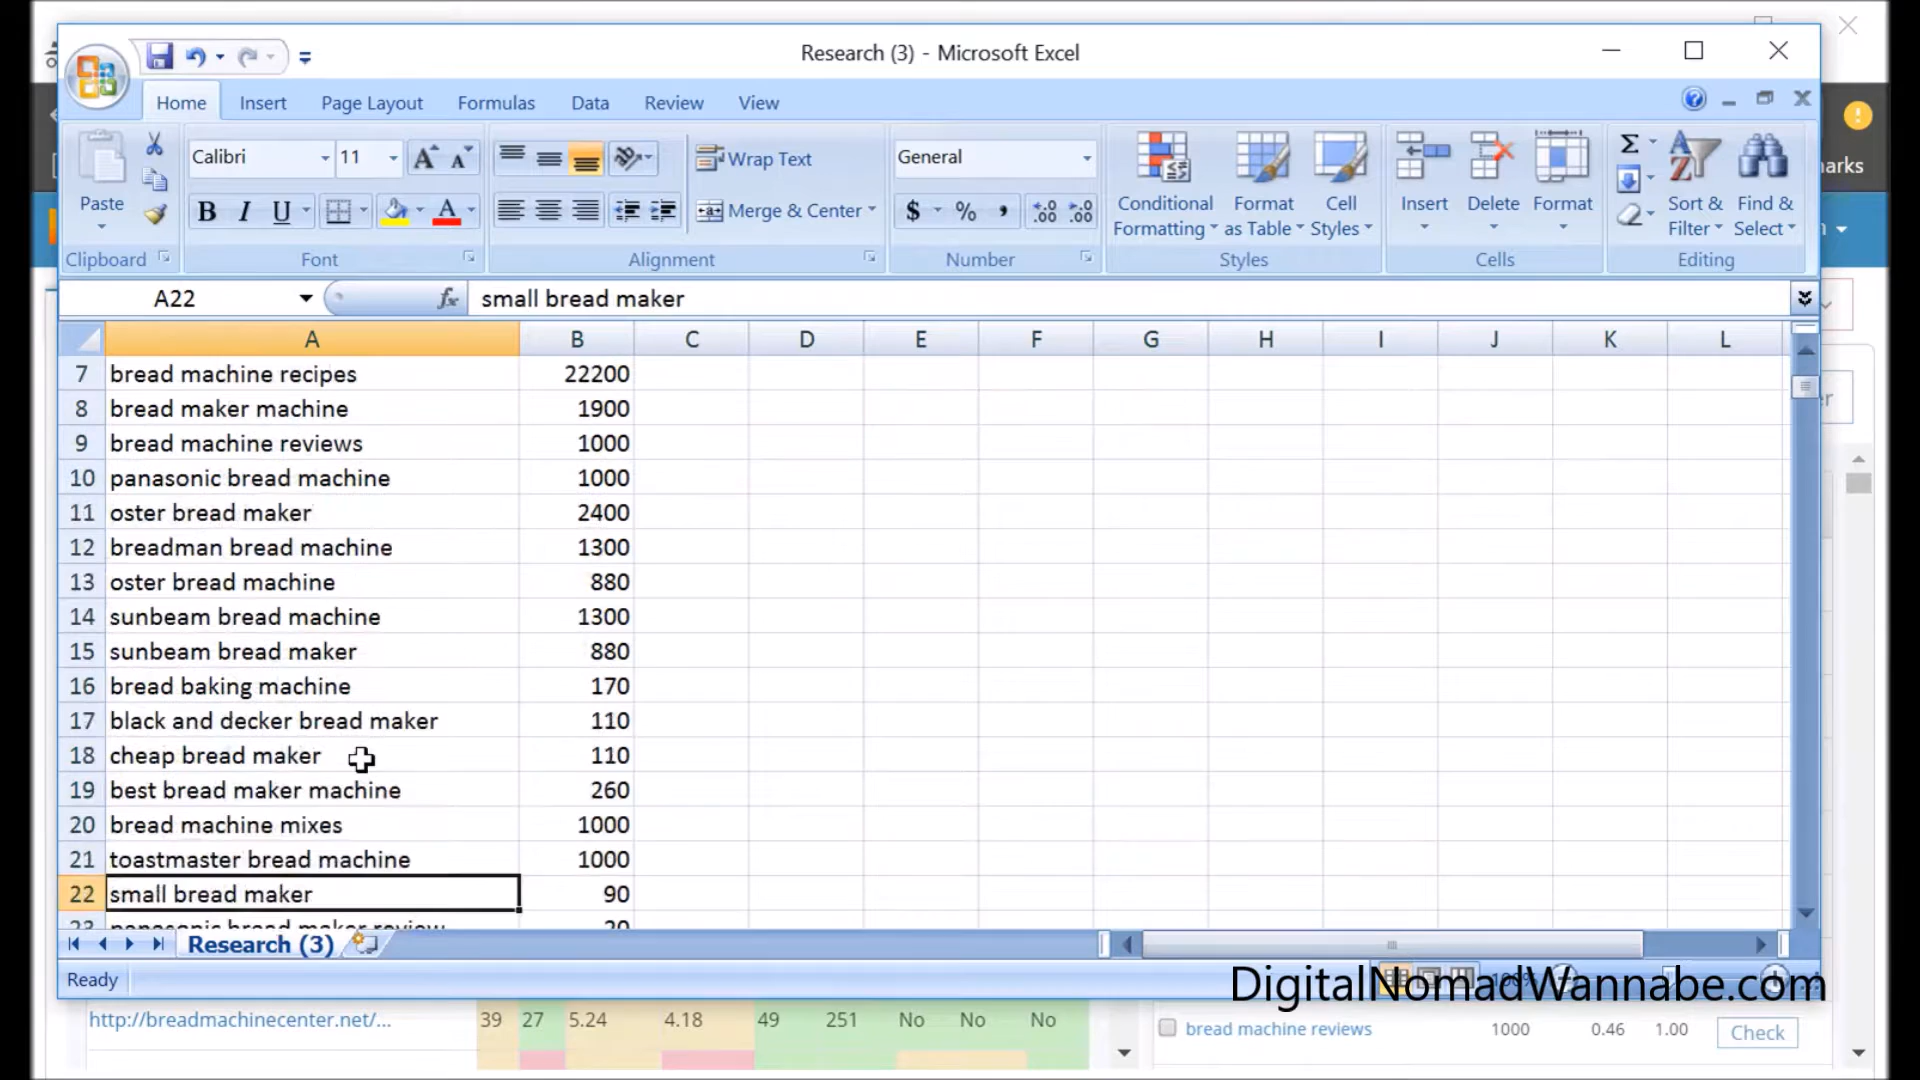 Research (3) - Microsoft Excel
Home Insert Page Layout Formulas Data Review View
Calibri 11 Wrap Text General
arks
Paste B I U Merge & Center $ % , Conditional Formatting Format as Table Cell Styles Insert Delete Format Sort & Filter Find & Select
Clipboard Font Alignment Number Styles Cells Editing
A22 fx small bread maker
A B C D E F G H I J K L
7 bread machine recipes 22200
8 bread maker machine 1900
9 bread machine reviews 1000
10 panasonic bread machine 1000
11 oster bread maker 2400
12 breadman bread machine 1300
13 oster bread machine 880
14 sunbeam bread machine 1300
15 sunbeam bread maker 880
16 bread baking machine 170
17 black and decker bread maker 110
18 cheap bread maker 110
19 best bread maker machine 260
20 bread machine mixes 1000
21 toastmaster bread machine 1000
22 small bread maker 90
23 panasonic bread maker review 20
Research (3)
Ready
DigitalNomadWannabe.com
http://breadmachinecenter.net/... 39 27 5.24 4.18 49 251 No No No
bread machine reviews 1000 0.46 1.00 Check